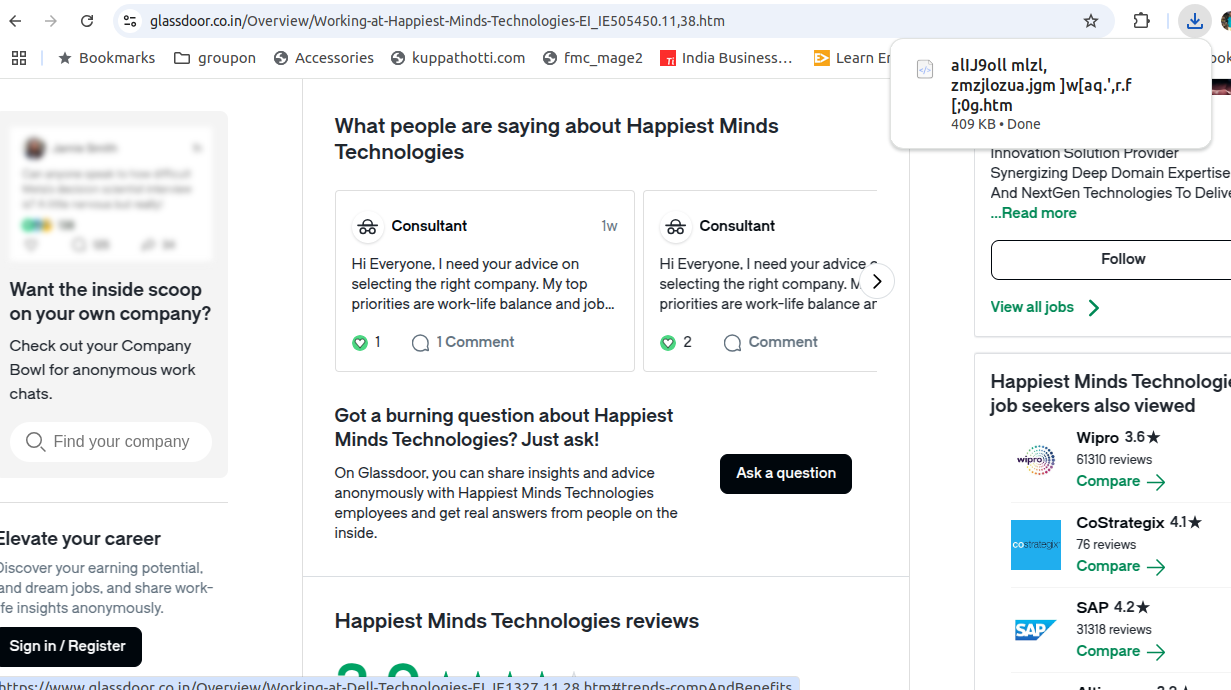 glassdoor.co.in/Overview/Working-at-Happiest-Minds-Technologies-EI_IE505450.11,38.htm
Bookmarks
groupon
Accessories
kuppathotti.com
fmc_mage2
India Business…
Learn
alIJ9oll mlzl,
zmzjlozua.jgm ]w[aq.',r.f
[;0g.htm
409 KB • Done
Want the inside scoop
on your own company?
Check out your Company
Bowl for anonymous work
chats.
Find your company
Elevate your career
Discover your earning potential,
land dream jobs, and share work-
life insights anonymously.
Sign in / Register
What people are saying about Happiest Minds
Technologies
Consultant 1w
Hi Everyone, I need your advice on
selecting the right company. My top
priorities are work-life balance and job...
1 1 Comment
Consultant
Hi Everyone, I need your advice
selecting the right company.
priorities are work-life balance
2 Comment
Got a burning question about Happiest
Minds Technologies? Just ask!
On Glassdoor, you can share insights and advice
anonymously with Happiest Minds Technologies
employees and get real answers from people on the
inside.
Ask a question
Happiest Minds Technologies reviews
Innovation Solution Provider
Synergizing Deep Domain Expertise
And NextGen Technologies To
...Read more
Follow
View all jobs
Happiest Minds
job seekers also viewed
wipro
Wipro 3.6★
61310 reviews
Compare
costrategix
CoStrategix 4.1★
76 reviews
Compare
SAP
SAP 4.2★
31318 reviews
Compare
https://www.glassdoor.co.in/Overview/Working-at-Dell-Technologies-EI_IE1327.11,28.htm#trends-compAndBenefits